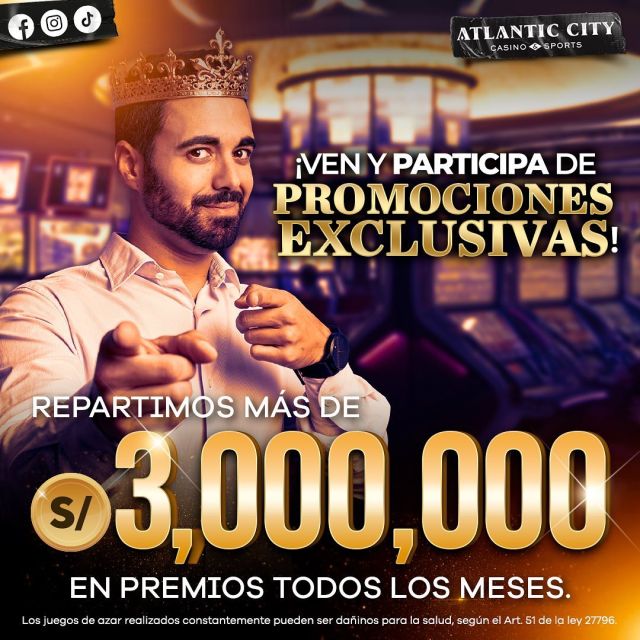 ATLANTIC CITY
CASINO SPORTS
¡VEN Y PARTICIPA DE
PROMOCIONES
EXCLUSIVAS!
REPARTIMOS MÁS DE
S/ 3,000,000
EN PREMIOS TODOS LOS MESES.
Los juegos de azar realizados constantemente pueden ser dañinos para la salud, según el Art. 51 de la ley 27796.